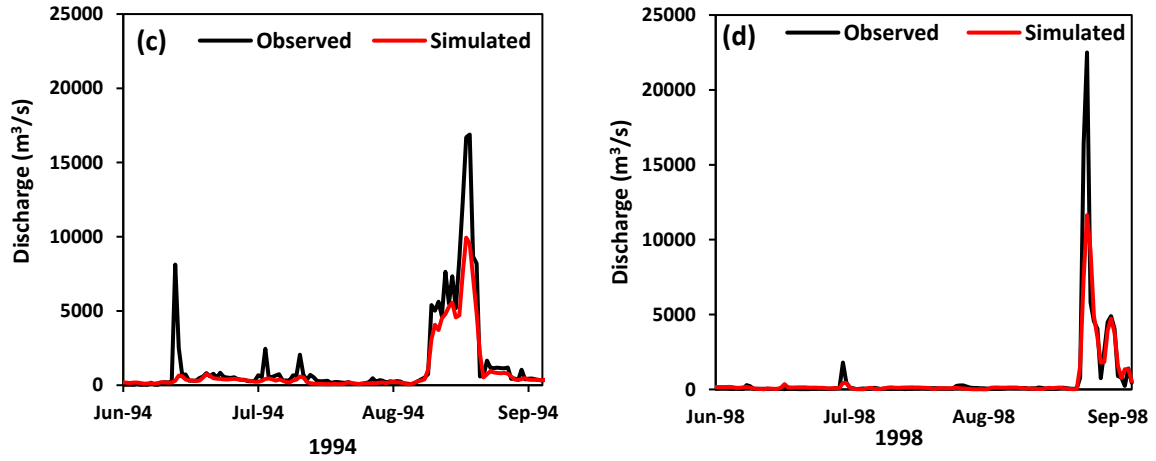 (c)
Observed
Simulated
Discharge (m³/s)
25000
20000
15000
10000
5000
0
Jun-94
Jul-94
Aug-94
Sep-94
1994
(d)
Observed
Simulated
Discharge (m³/s)
25000
20000
15000
10000
5000
0
Jun-98
Jul-98
Aug-98
Sep-98
1998